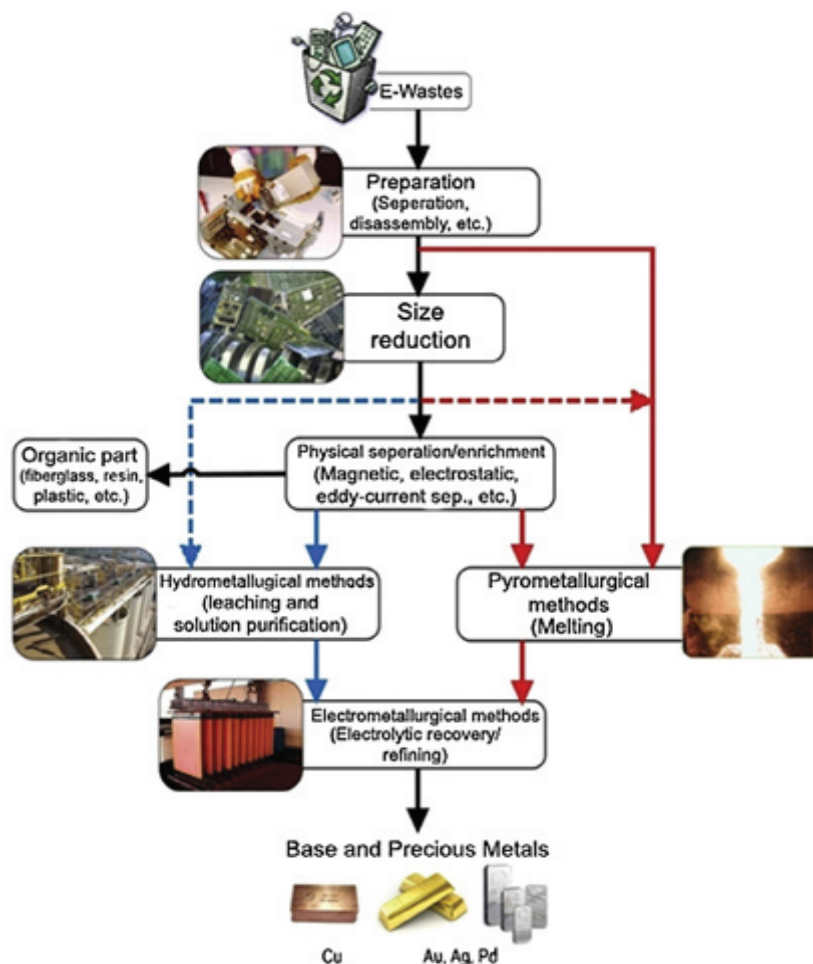 E-Wastes
Preparation
(Seperation,
disassembly, etc.)
Size
reduction
Organic part
(fiberglass, resin,
plastic, etc.)
Physical seperation/enrichment
(Magnetic, electrostatic,
eddy-current sep., etc.)
Hydrometallugical methods
(leaching and
solution purification)
Pyrometallurgical
methods
(Melting)
Electrometallurgical methods
(Electrolytic recovery/
refining)
Base and Precious Metals
Cu
Au, Ag, Pd